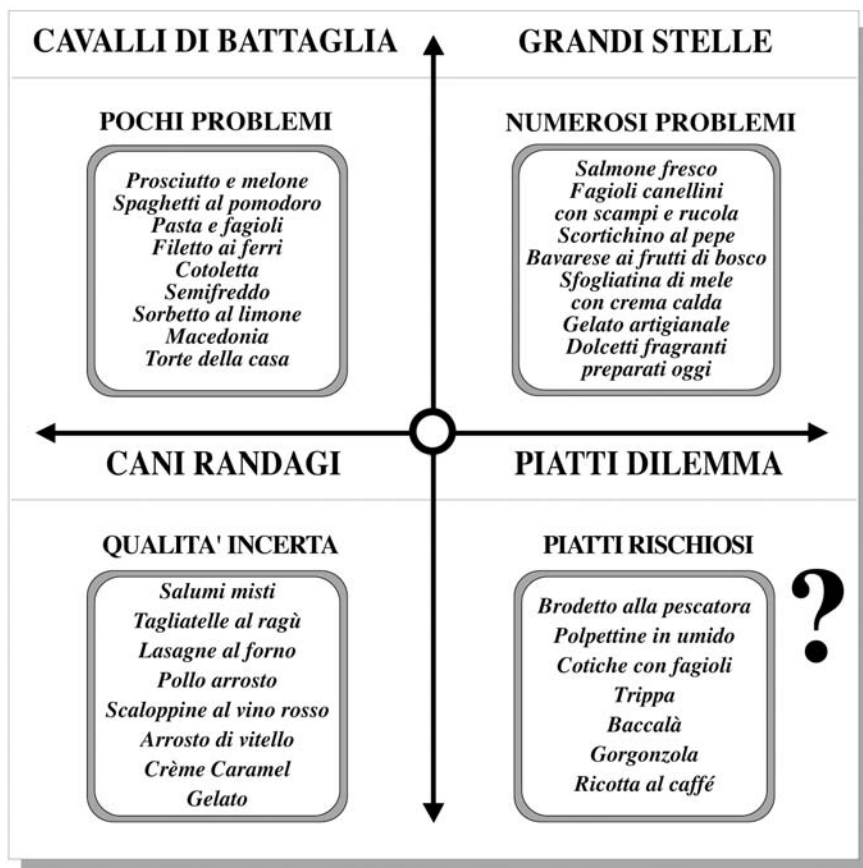 CAVALLI DI BATTAGLIA
POCHI PROBLEMI
Prosciutto e melone
Spaghetti al pomodoro
Pasta e fagioli
Filetto ai ferri
Cotoletta
Semifreddo
Sorbetto al limone
Macedonia
Torte della casa
GRANDI STELLE
NUMEROSI PROBLEMI
Salmone fresco
Fagioli canellini
con scampi e rucola
Scortichino al pepe
Bavarese ai frutti di bosco
Sfogliatina di mele
con crema calda
Gelato artigianale
Dolcetti fragranti
preparati oggi
CANI RANDAGI
QUALITA' INCERTA
Salumi misti
Tagliatelle al ragù
Lasagne al forno
Pollo arrosto
Scaloppine al vino rosso
Arrosto di vitello
Crème Caramel
Gelato
PIATTI DILEMMA
PIATTI RISCHIOSI
Brodetto alla pescatora
Polpettine in umido
Cotiche con fagioli
Trippa
Baccalà
Gorgonzola
Ricotta al caffé
?